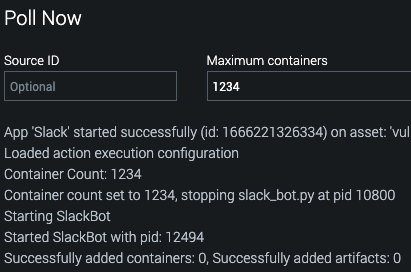 Poll Now
Source ID Maximum containers
Optional 1234
App 'Slack' started successfully (id: 1666221326334) on asset: 'vul
Loaded action execution configuration
Container Count: 1234
Container count set to 1234, stopping slack_bot.py at pid 10800
Starting SlackBot
Started SlackBot with pid: 12494
Successfully added containers: 0, Successfully added artifacts: 0